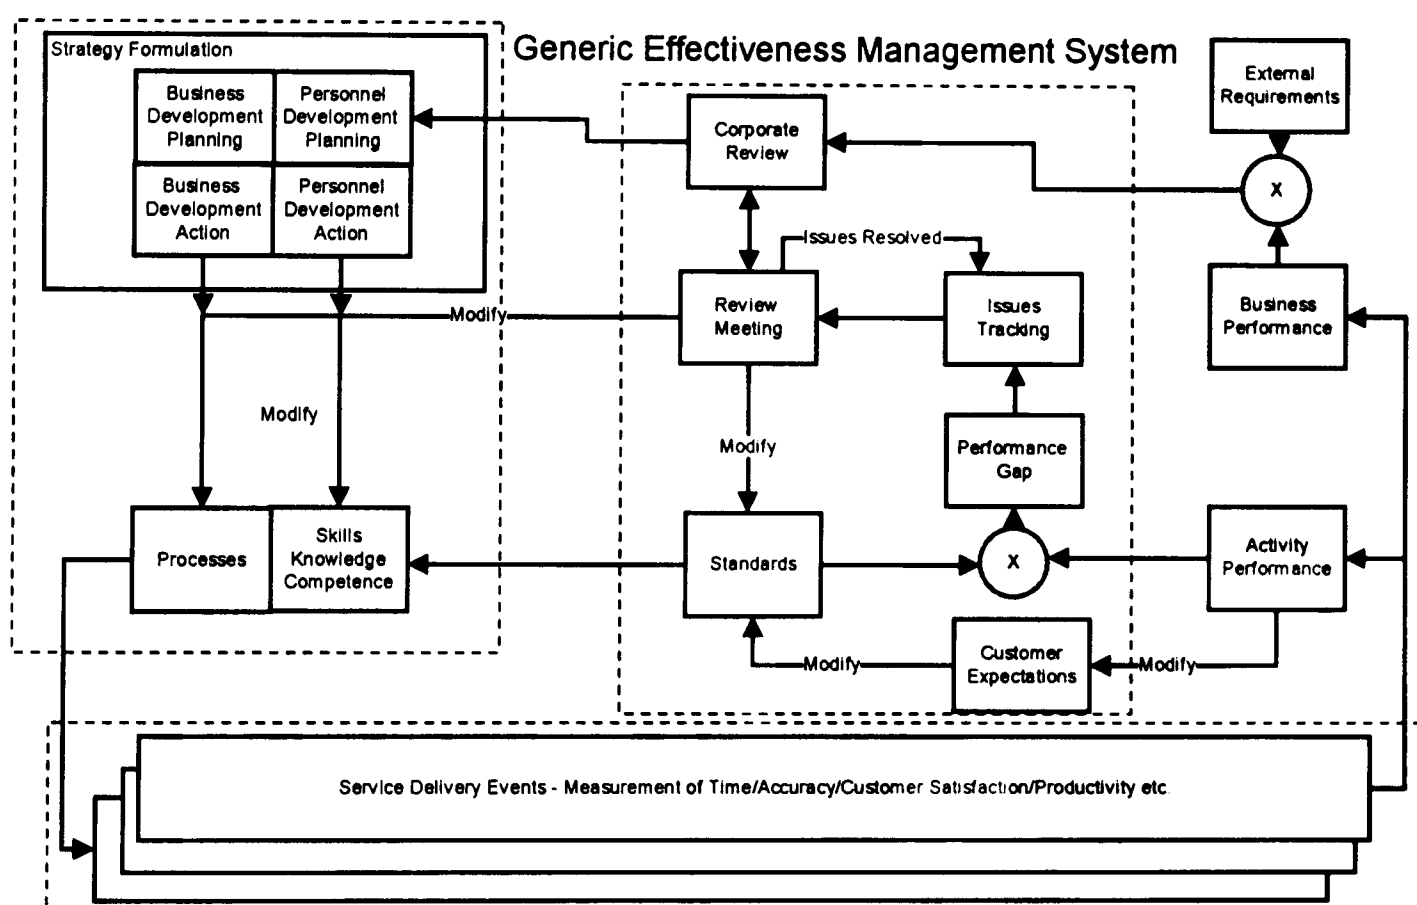 Generic Effectiveness Management System
Strategy Formulation
Business
Development
Planning
Personnel
Development
Planning
Business
Development
Action
Personnel
Development
Action
Corporate
Review
External
Requirements
X
Issues Resolved
Review
Meeting
Issues
Tracking
Business
Performance
Modify
Modify
Modify
Performance
Gap
Processes
Skills
Knowledge
Competence
Standards
X
Activity
Performance
Customer
Expectations
Modify
Modify
Service Delivery Events - Measurement of Time/Accuracy/Customer Satisfaction/Productivity etc.